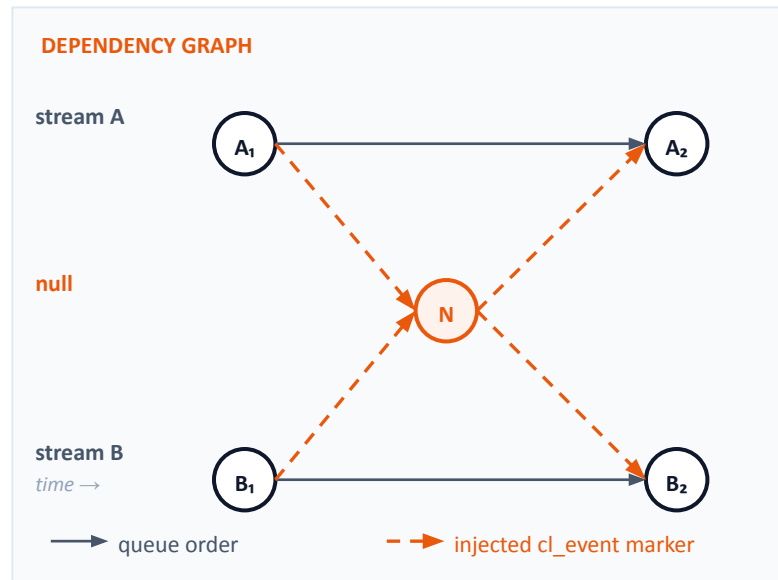 DEPENDENCY GRAPH
stream A
A₁
A₂
null
N
stream B
time →
B₁
B₂
queue order
injected cl_event marker